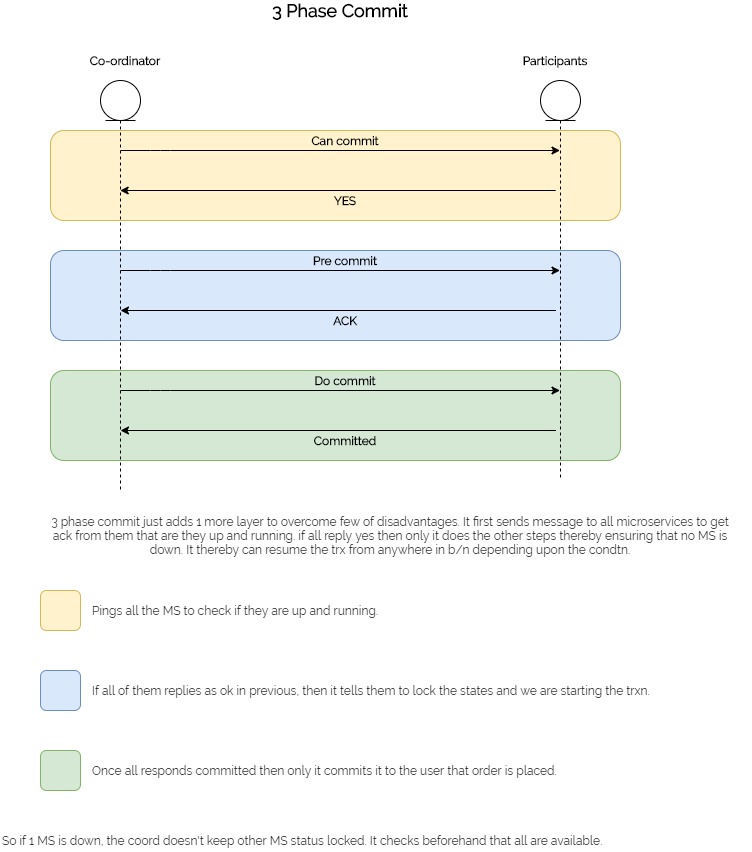 3 Phase Commit
Co-ordinator
Participants
Can commit
YES
Pre commit
ACK
Do commit
Committed
3 phase commit just adds 1 more layer to overcome few of disadvantages. It first sends message to all microservices to get
ack from them that are they up and running. if all reply yes then only it does the other steps thereby ensuring that no MS is
down. It thereby can resume the trx from anywhere in b/n depending upon the condtn.
Pings all the MS to check if they are up and running.
If all of them replies as ok in previous, then it tells them to lock the states and we are starting the trxn.
Once all responds committed then only it commits it to the user that order is placed.
So if 1 MS is down, the coord doesn't keep other MS status locked. It checks beforehand that all are available.